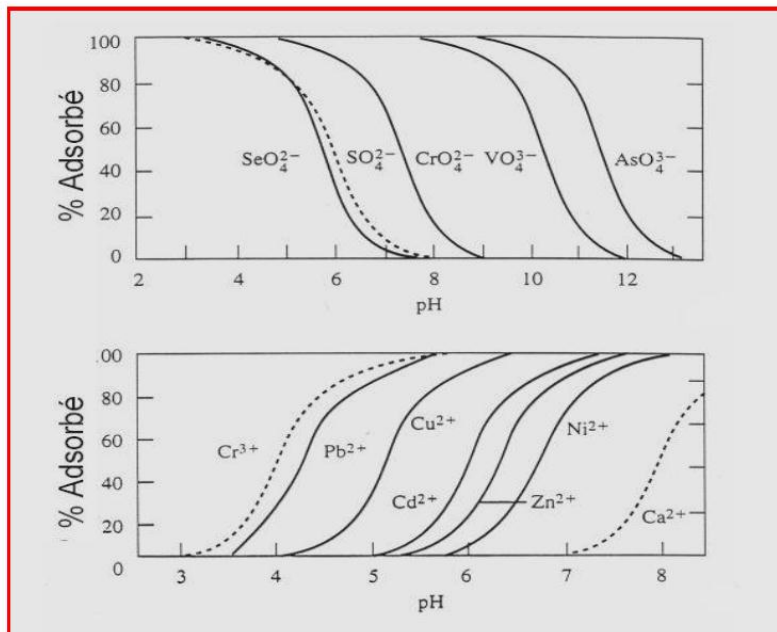 100
80
60
40
20
0
% Adsorbé
SeO₄²⁻ SO₄²⁻ CrO₄²⁻ VO₄³⁻ AsO₄³⁻
2 4 6 8 10 12
pH
00
80
60
40
20
0
% Adsorbé
Cr³⁺ Pb²⁺ Cu²⁺ Cd²⁺ Zn²⁺ Ni²⁺ Ca²⁺
3 4 5 6 7 8
pH